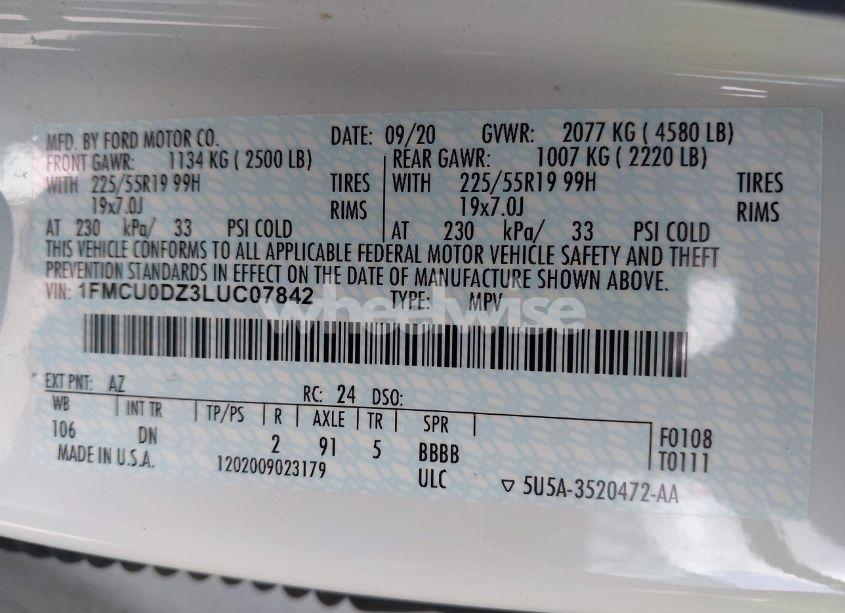 MFD. BY FORD MOTOR CO. DATE: 09/20 GVWR: 2077 KG ( 4580 LB)
FRONT GAWR: 1134 KG ( 2500 LB) REAR GAWR: 1007 KG ( 2220 LB)
WITH 225/55R19 99H TIRES WITH 225/55R19 99H TIRES
19x7.0J RIMS 19x7.0J RIMS
AT 230 kPa/ 33 PSI COLD AT 230 kPa/ 33 PSI COLD
THIS VEHICLE CONFORMS TO ALL APPLICABLE FEDERAL MOTOR VEHICLE SAFETY AND THEFT
PREVENTION STANDARDS IN EFFECT ON THE DATE OF MANUFACTURE SHOWN ABOVE.
VIN: 1FMCU0DZ3LUC07842 TYPE: MPV
wheelwise
EXT PNT: AZ RC: 24 DSO:
WB INT TR TP/PS R AXLE TR SPR
106 DN 2 91 5 BBBB F0108
T0111
MADE IN U.S.A. 1202009023179 ULC ▽ 5U5A-3520472-AA